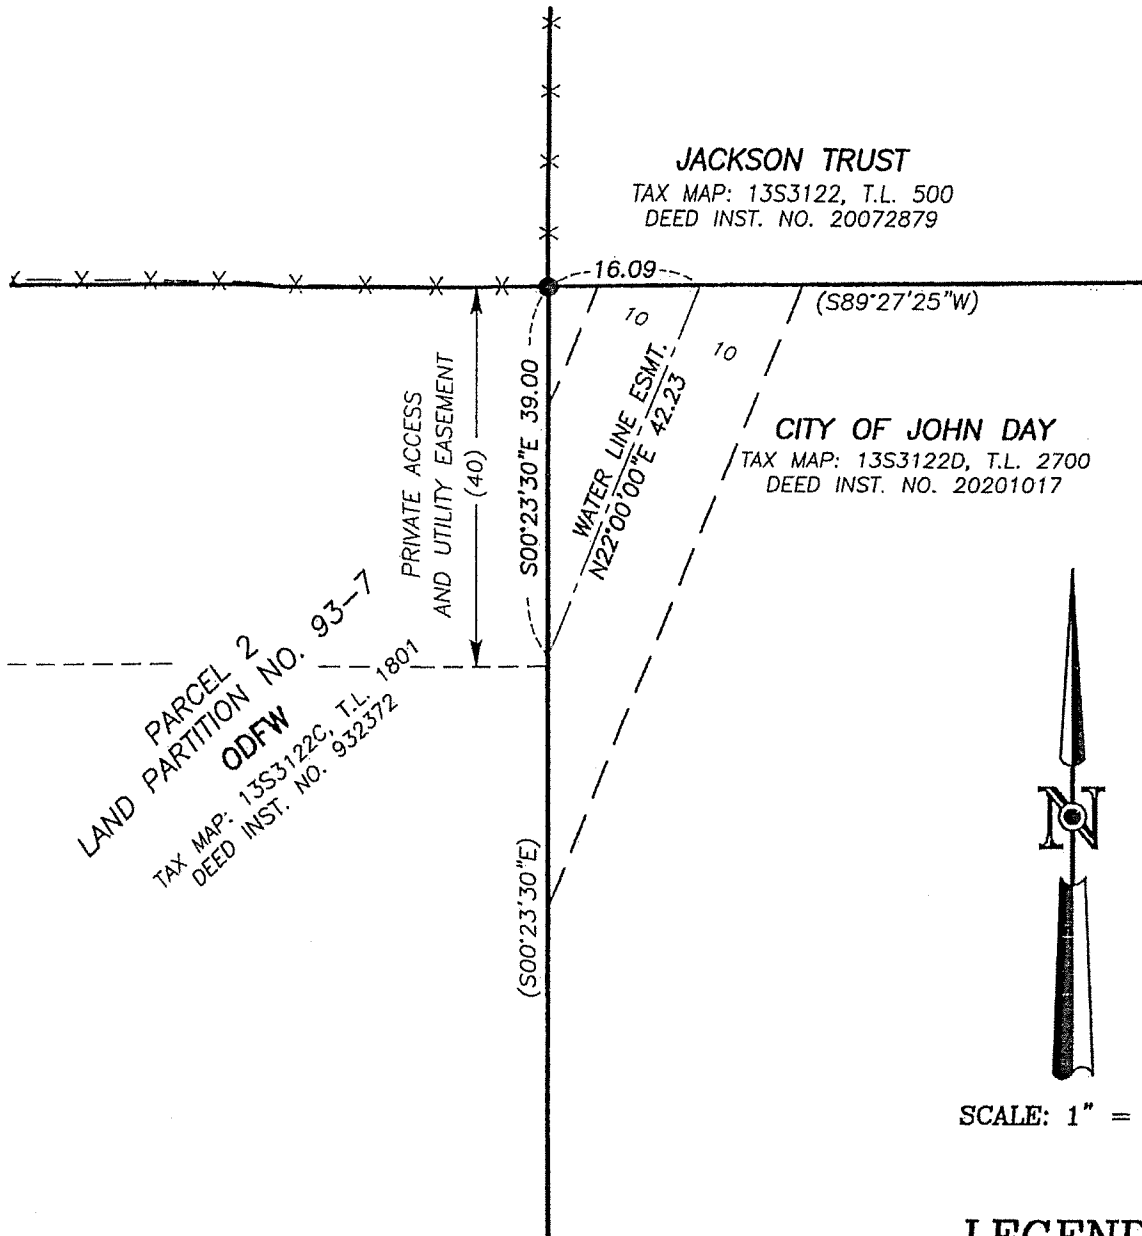 JACKSON TRUST
TAX MAP: 13S3122, T.L. 500
DEED INST. NO. 20072879
16.09
(S89°27'25"W)
10
10
PRIVATE ACCESS
AND UTILITY EASEMENT
(40)
S00°23'30"E 39.00
WATER LINE ESMT.
N22°00'00"E 42.23
CITY OF JOHN DAY
TAX MAP: 13S3122D, T.L. 2700
DEED INST. NO. 20201017
PARCEL 2
LAND PARTITION NO. 93-7
ODFW
TAX MAP: 13S3122C, T.L. 1801
DEED INST. NO. 932372
(S00°23'30"E)
N
SCALE: 1" =
LEGEND